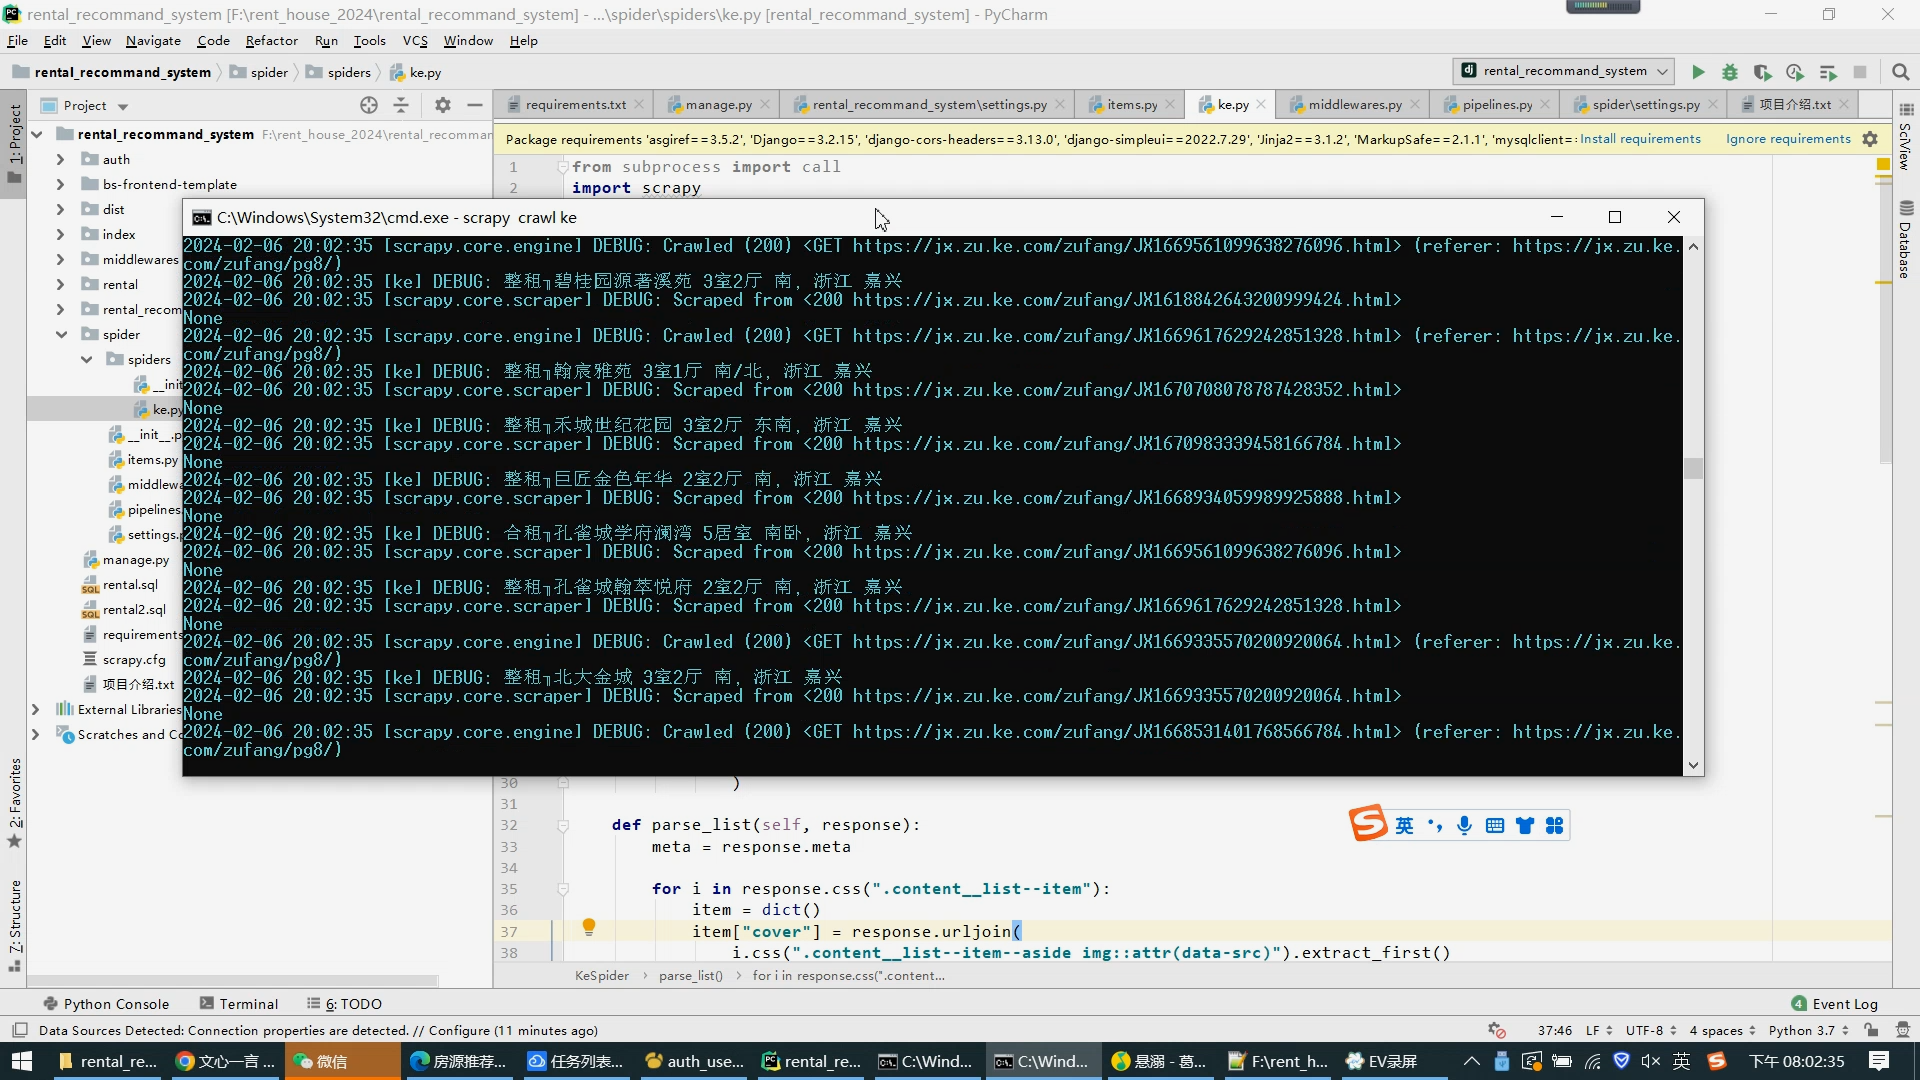 rental_recommand_system [F:\rent_house_2024\rental_recommand_system] - ...\spider\spiders\ke.py [rental_recommand_system] - PyCharm
File Edit View Navigate Code Refactor Run Tools VCS Window Help
rental_recommand_system spider spiders ke.py
rental_recommand_system
Project
requirements.txt manage.py rental_recommand_system\settings.py items.py ke.py middlewares.py pipelines.py spider\settings.py 项目介绍.txt
1: Project
SciView
Database
rental_recommand_system F:\rent_house_2024\rental_recommar
auth
bs-frontend-template
dist
index
middlewares
rental
rental_recom
spider
spiders
__init
ke.py
__init__.p
items.py
middlewa
pipelines
settings.
manage.py
rental.sql
rental2.sql
requirements
scrapy.cfg
项目介绍.txt
External Libraries
Scratches and Co
2: Favorites
7: Structure
Package requirements 'asgiref==3.5.2', 'Django==3.2.15', 'django-cors-headers==3.13.0', 'django-simpleui==2022.7.29', 'Jinja2==3.1.2', 'MarkupSafe==2.1.1', 'mysqlclient=: Install requirements Ignore requirements
1 from subprocess import call
2 import scrapy
C:\Windows\System32\cmd.exe - scrapy  crawl ke
2024-02-06 20:02:35 [scrapy.core.engine] DEBUG: Crawled (200) <GET https://jx.zu.ke.com/zufang/JX1669561099638276096.html> (referer: https://jx.zu.ke.
com/zufang/pg8/)
2024-02-06 20:02:35 [ke] DEBUG: 整租╖碧桂园源著溪苑 3室2厅 南, 浙江 嘉兴
2024-02-06 20:02:35 [scrapy.core.scraper] DEBUG: Scraped from <200 https://jx.zu.ke.com/zufang/JX1618842643200999424.html>
None
2024-02-06 20:02:35 [scrapy.core.engine] DEBUG: Crawled (200) <GET https://jx.zu.ke.com/zufang/JX1669617629242851328.html> (referer: https://jx.zu.ke.
com/zufang/pg8/)
2024-02-06 20:02:35 [ke] DEBUG: 整租╖翰宸雅苑 3室1厅 南/北, 浙江 嘉兴
2024-02-06 20:02:35 [scrapy.core.scraper] DEBUG: Scraped from <200 https://jx.zu.ke.com/zufang/JX1670708078787428352.html>
None
2024-02-06 20:02:35 [ke] DEBUG: 整租╖禾城世纪花园 3室2厅 东南, 浙江 嘉兴
2024-02-06 20:02:35 [scrapy.core.scraper] DEBUG: Scraped from <200 https://jx.zu.ke.com/zufang/JX1670983339458166784.html>
None
2024-02-06 20:02:35 [ke] DEBUG: 整租╖巨匠金色年华 2室2厅 南, 浙江 嘉兴
2024-02-06 20:02:35 [scrapy.core.scraper] DEBUG: Scraped from <200 https://jx.zu.ke.com/zufang/JX1668934059989925888.html>
None
2024-02-06 20:02:35 [ke] DEBUG: 合租╖孔雀城学府澜湾 5居室 南卧, 浙江 嘉兴
2024-02-06 20:02:35 [scrapy.core.scraper] DEBUG: Scraped from <200 https://jx.zu.ke.com/zufang/JX1669561099638276096.html>
None
2024-02-06 20:02:35 [ke] DEBUG: 整租╖孔雀城翰萃悦府 2室2厅 南, 浙江 嘉兴
2024-02-06 20:02:35 [scrapy.core.scraper] DEBUG: Scraped from <200 https://jx.zu.ke.com/zufang/JX1669617629242851328.html>
None
2024-02-06 20:02:35 [scrapy.core.engine] DEBUG: Crawled (200) <GET https://jx.zu.ke.com/zufang/JX1669335570200920064.html> (referer: https://jx.zu.ke.
com/zufang/pg8/)
2024-02-06 20:02:35 [ke] DEBUG: 整租╖北大金城 3室2厅 南, 浙江 嘉兴
2024-02-06 20:02:35 [scrapy.core.scraper] DEBUG: Scraped from <200 https://jx.zu.ke.com/zufang/JX1669335570200920064.html>
None
2024-02-06 20:02:35 [scrapy.core.engine] DEBUG: Crawled (200) <GET https://jx.zu.ke.com/zufang/JX1668531401768566784.html> (referer: https://jx.zu.ke.
com/zufang/pg8/)
30 )
31
32 def parse_list(self, response):
33 meta = response.meta
34
35 for i in response.css(".content__list--item"):
36 item = dict()
37 item["cover"] = response.urljoin(
38 i.css(".content__list--item--aside img::attr(data-src)").extract_first()
英
KeSpider parse_list() for i in response.css(".content...
Python Console Terminal 6: TODO 4 Event Log
Data Sources Detected: Connection properties are detected. // Configure (11 minutes ago) 37:46 LF UTF-8 4 spaces Python 3.7
rental_re... 文心一言 ... 微信 房源推荐... 任务列表... auth_use... rental_re... C:\Wind... C:\Wind... 悬溺 - 葛... F:\rent_h... EV录屏 英 下午 08:02:35